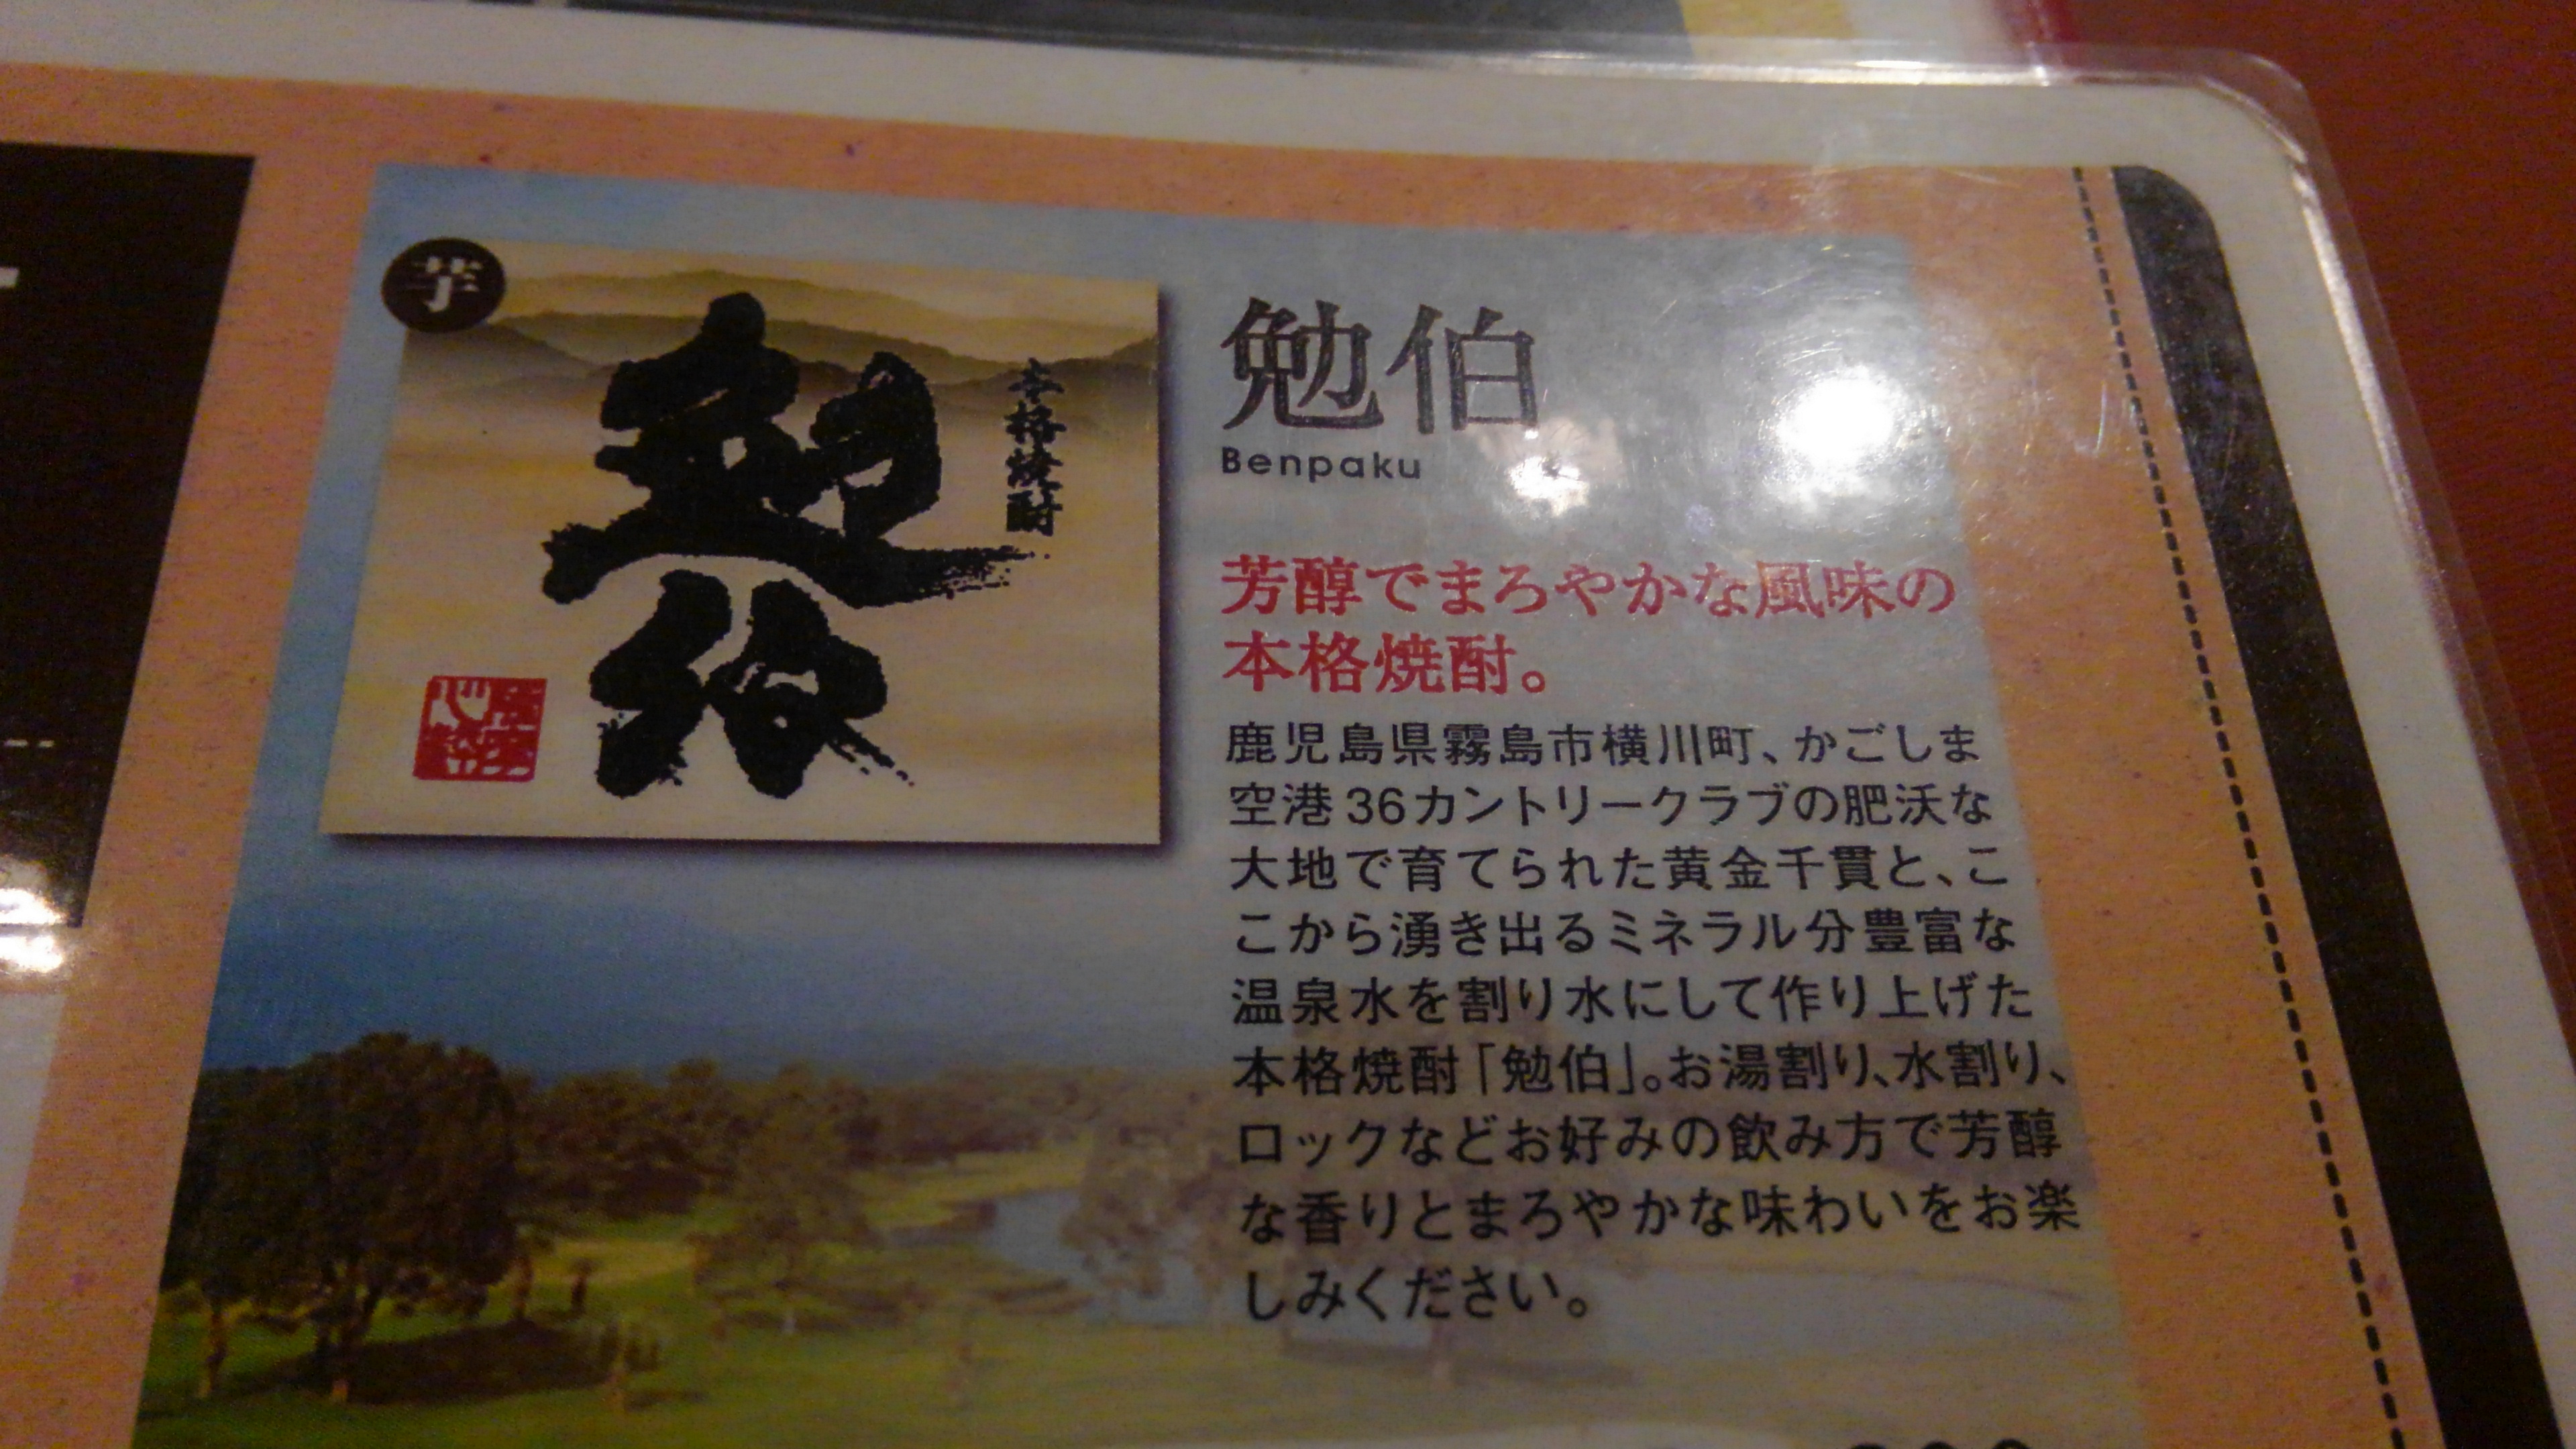 芋
勉伯
本格焼酎
勉伯
Benpaku
芳醇でまろやかな風味の
本格焼酎。
鹿児島県霧島市横川町、かごしま
空港36カントリークラブの肥沃な
大地で育てられた黄金千貫と、こ
こから湧き出るミネラル分豊富な
温泉水を割り水にして作り上げた
本格焼酎「勉伯」。お湯割り、水割り、
ロックなどお好みの飲み方で芳醇
な香りとまろやかな味わいをお楽
しみください。